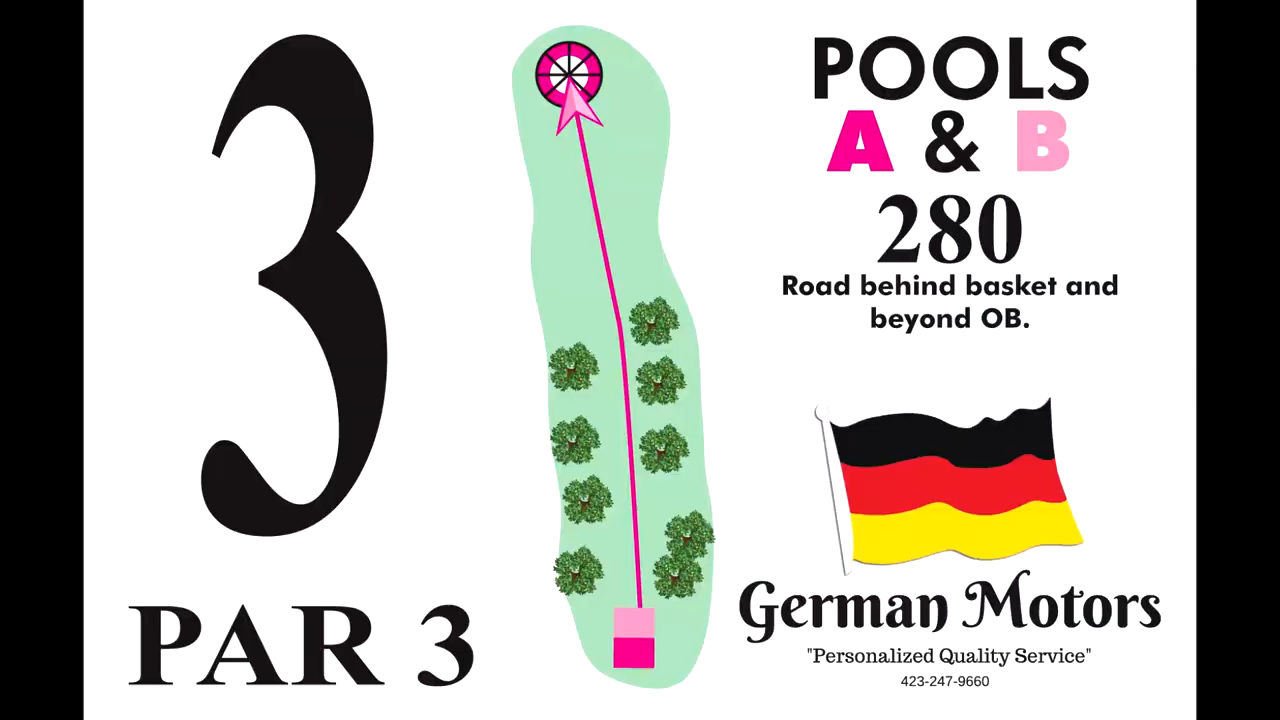 3
PAR 3
POOLS
A & B
280
Road behind basket and
beyond OB.
German Motors
"Personalized Quality Service"
423-247-9660